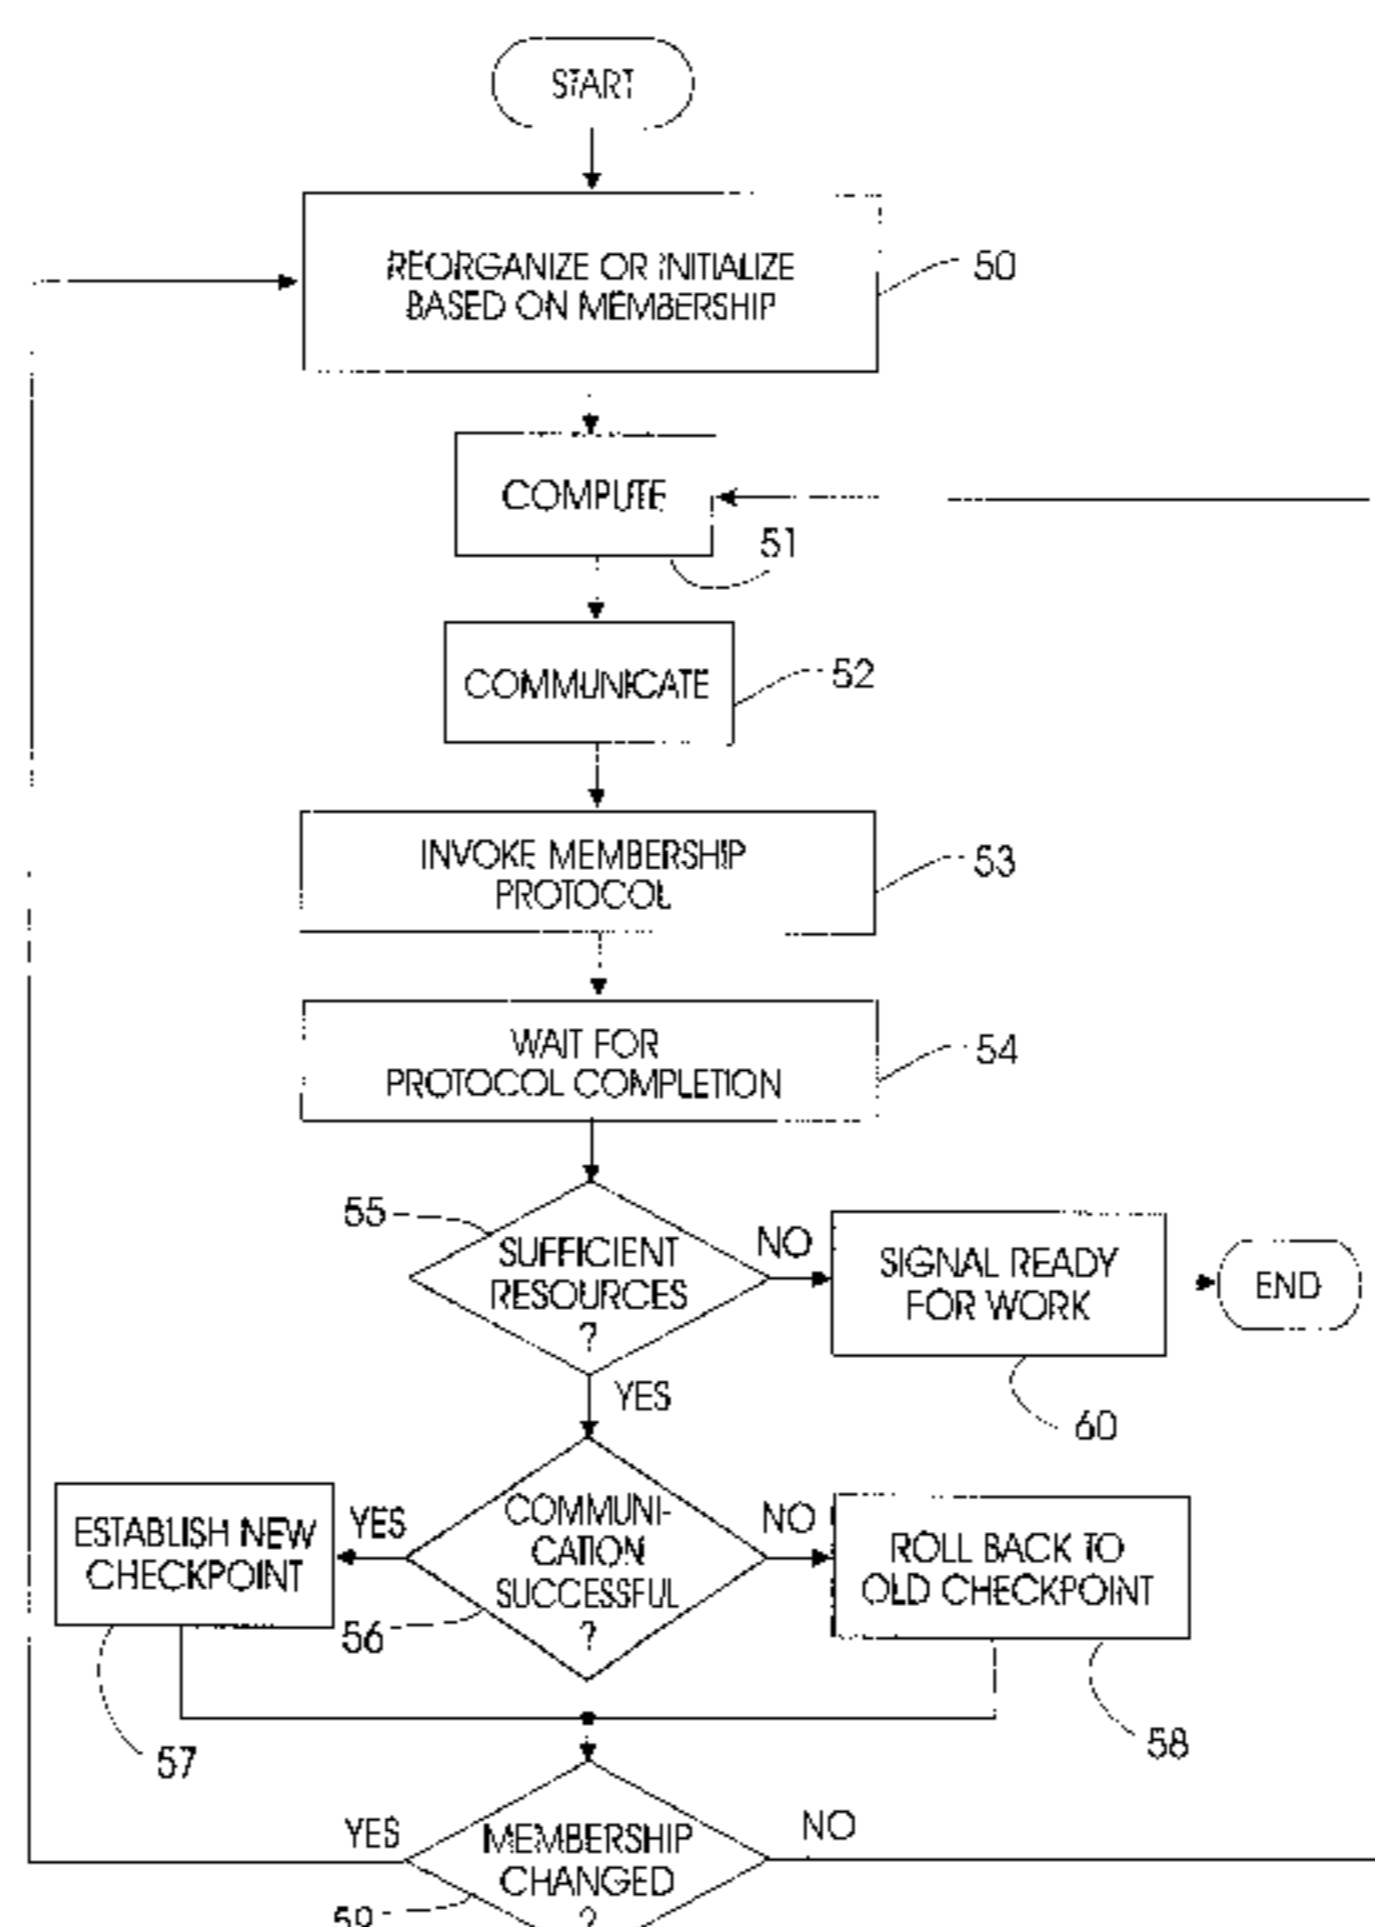 START
REORGANIZE OR INITIALIZE
BASED ON MEMBERSHIP
50
COMPUTE
51
COMMUNICATE
52
INVOKE MEMBERSHIP
PROTOCOL
53
WAIT FOR
PROTOCOL COMPLETION
54
55
SUFFICIENT
RESOURCES
?
NO
SIGNAL READY
FOR WORK
60
END
YES
COMMUNI-
CATION
SUCCESSFUL
?
56
YES
ESTABLISH NEW
CHECKPOINT
57
NO
ROLL BACK TO
OLD CHECKPOINT
58
YES
MEMBERSHIP
CHANGED
?
NO
59